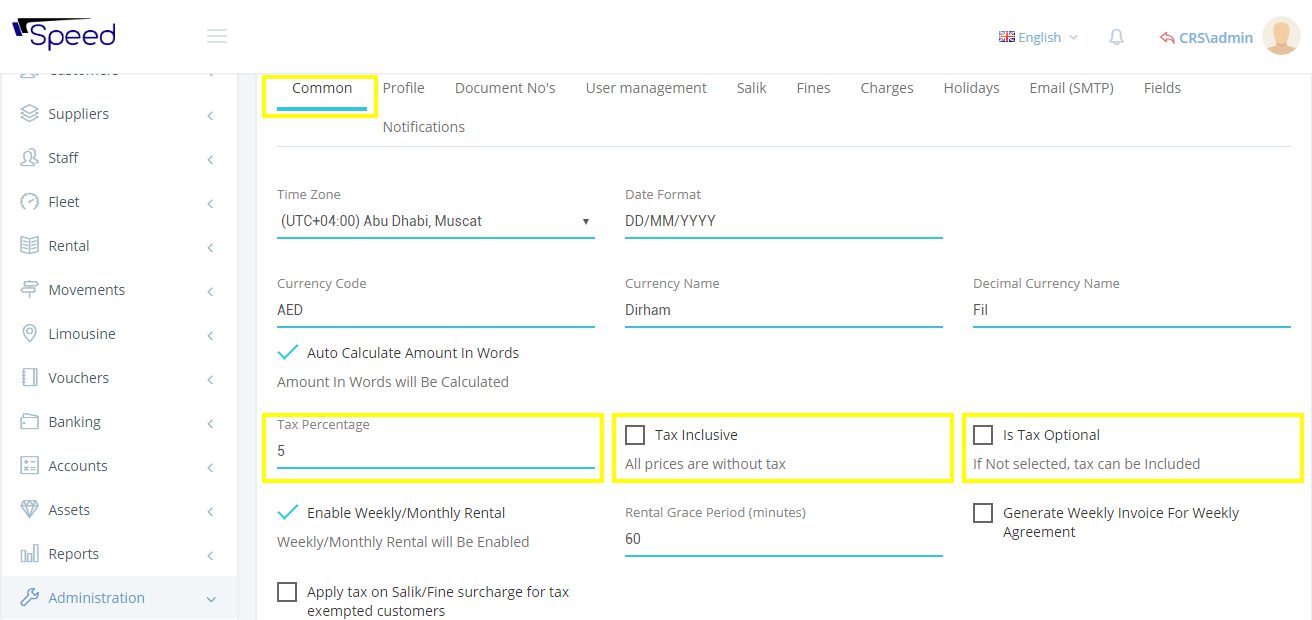 Speed
English
CRS\admin
Customers
Suppliers
Staff
Fleet
Rental
Movements
Limousine
Vouchers
Banking
Accounts
Assets
Reports
Administration
Common Profile Document No's User management Salik Fines Charges Holidays Email (SMTP) Fields
Notifications
Time Zone Date Format
(UTC+04:00) Abu Dhabi, Muscat DD/MM/YYYY
Currency Code Currency Name Decimal Currency Name
AED Dirham Fil
Auto Calculate Amount In Words
Amount In Words will Be Calculated
Tax Percentage
5
Tax Inclusive
All prices are without tax
Is Tax Optional
If Not selected, tax can be Included
Enable Weekly/Monthly Rental
Weekly/Monthly Rental will Be Enabled
Rental Grace Period (minutes)
60
Generate Weekly Invoice For Weekly
Agreement
Apply tax on Salik/Fine surcharge for tax
exempted customers